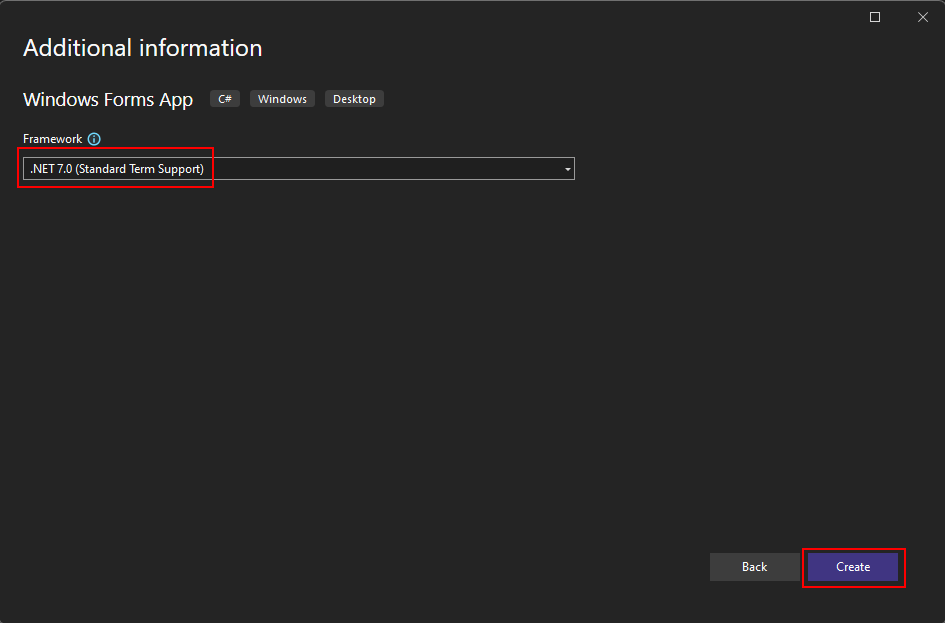 Additional information
Windows Forms App C# Windows Desktop
Framework
.NET 7.0 (Standard Term Support)
Back Create